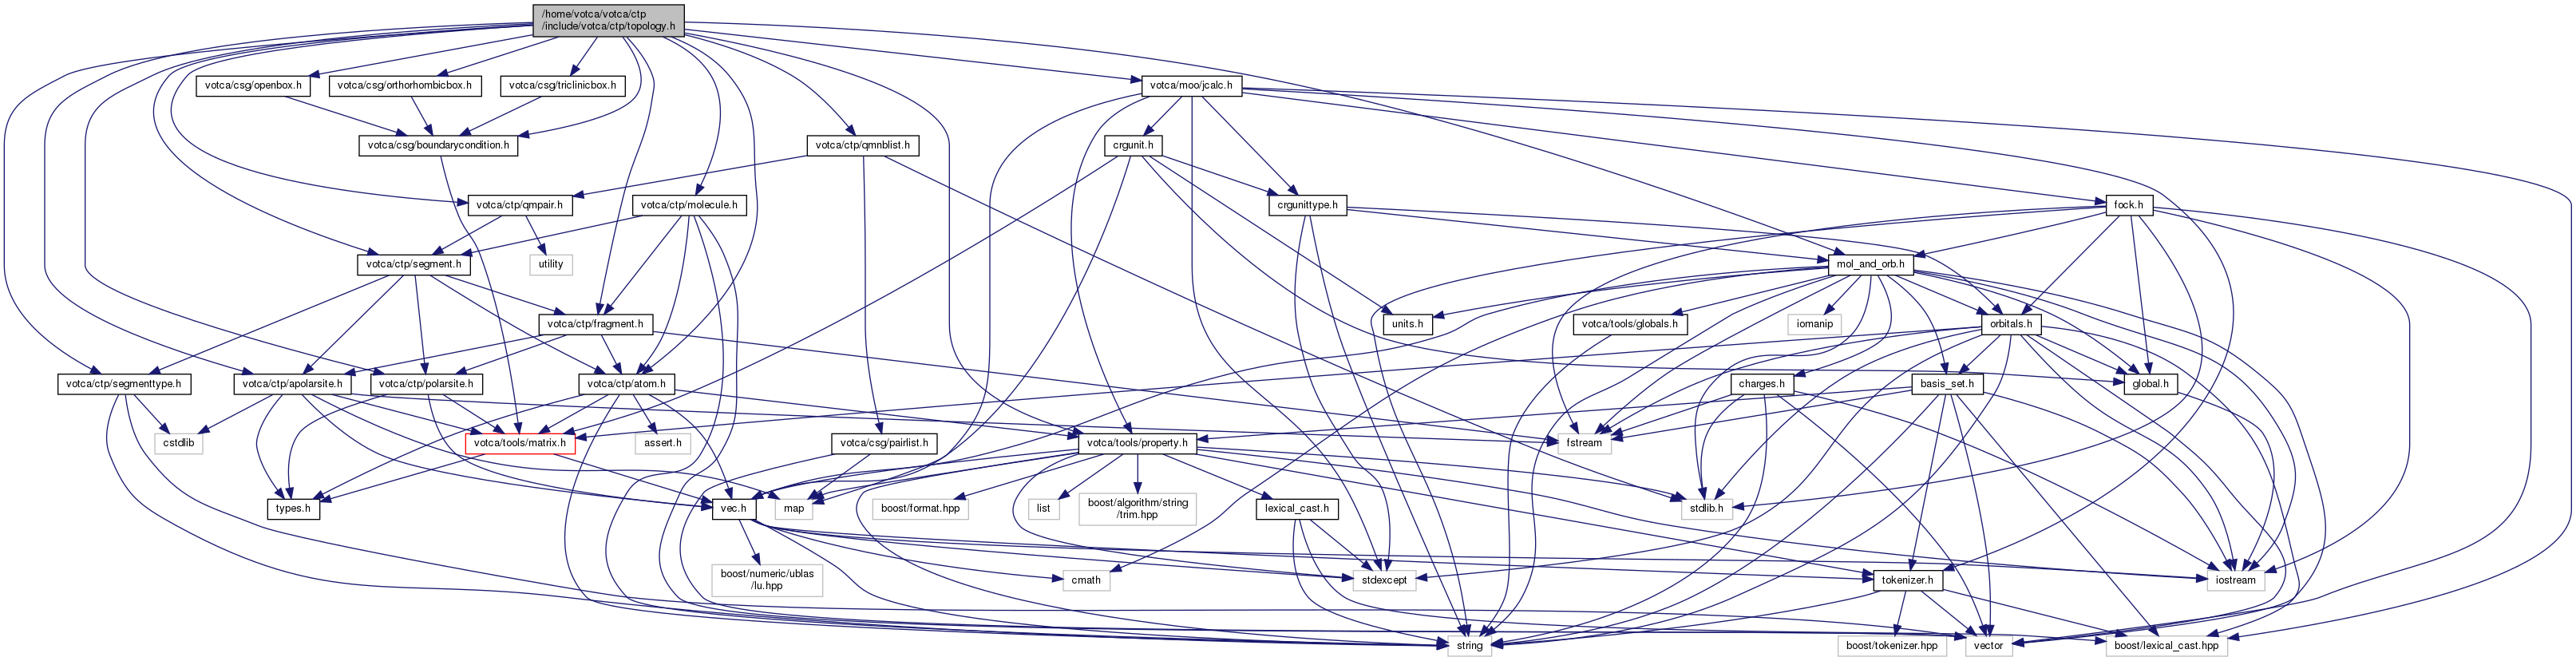 /home/votca/votca/ctp
/include/votca/ctp/topology.h
votca/csg/openbox.h
votca/csg/orthorhombicbox.h
votca/csg/triclinicbox.h
votca/moo/jcalc.h
votca/csg/boundarycondition.h
votca/ctp/qmnblist.h
crgunit.h
votca/ctp/qmpair.h
votca/ctp/molecule.h
crgunittype.h
fock.h
votca/ctp/segment.h
utility
mol_and_orb.h
votca/ctp/fragment.h
units.h
votca/tools/globals.h
iomanip
orbitals.h
votca/ctp/segmenttype.h
votca/ctp/apolarsite.h
votca/ctp/polarsite.h
votca/ctp/atom.h
charges.h
basis_set.h
global.h
cstdlib
votca/tools/matrix.h
assert.h
votca/csg/pairlist.h
votca/tools/property.h
fstream
types.h
vec.h
map
boost/format.hpp
list
boost/algorithm/string
/trim.hpp
lexical_cast.h
stdlib.h
boost/numeric/ublas
/lu.hpp
cmath
stdexcept
tokenizer.h
iostream
string
boost/tokenizer.hpp
vector
boost/lexical_cast.hpp